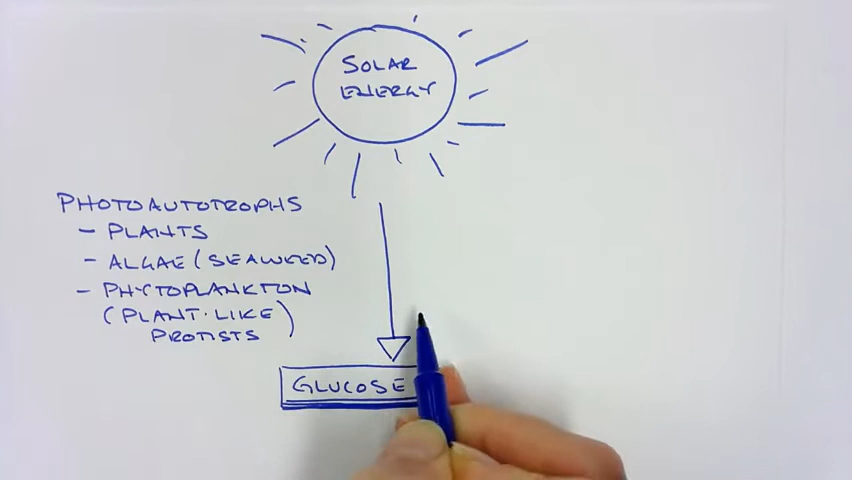 SOLAR
ENERGY
PHOTOAUTOTROPHS
- PLANTS
- ALGAE (SEAWEED)
- PHYTOPLANKTON
(PLANT-LIKE)
PROTISTS
GLUCOSE